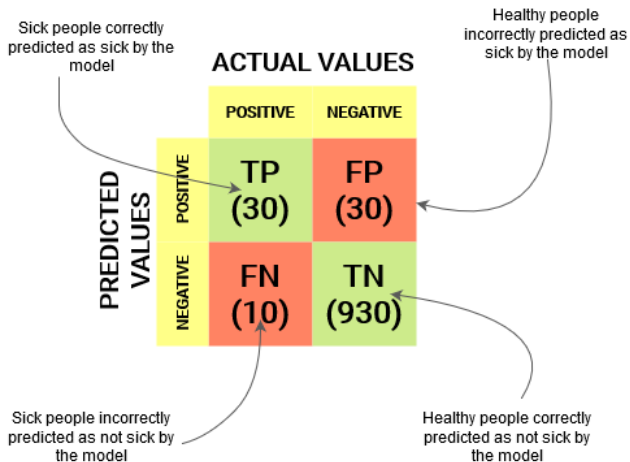 Sick people correctly
predicted as sick by the
model
Healthy people
incorrectly predicted as
sick by the model
ACTUAL VALUES
POSITIVE
NEGATIVE
PREDICTED
VALUES
POSITIVE
TP
(30)
FP
(30)
NEGATIVE
FN
(10)
TN
(930)
Sick people incorrectly
predicted as not sick by
the model
Healthy people correctly
predicted as not sick by
the model